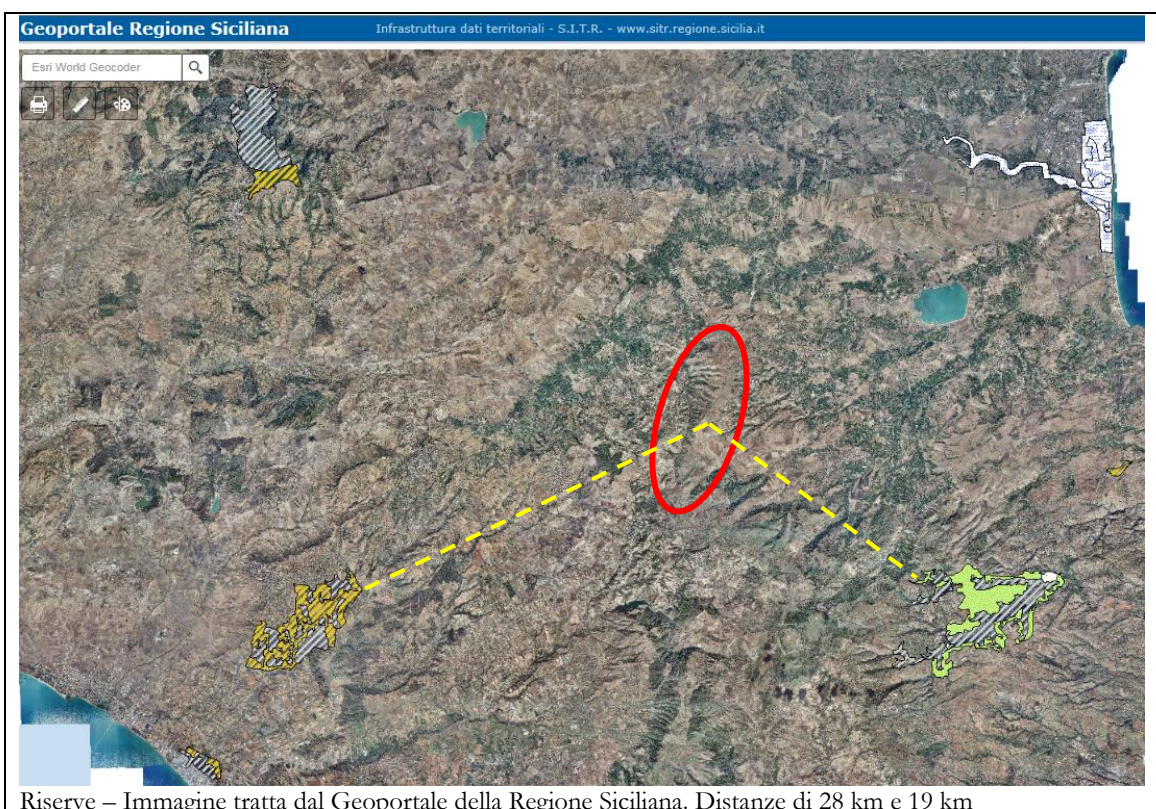 Geoportale Regione Siciliana
Infrastruttura dati territoriali - S.I.T.R. - www.sitr.regione.sicilia.it
Esri World Geocoder
Riserve – Immagine tratta dal Geoportale della Regione Siciliana. Distanze di 28 km e 19 km